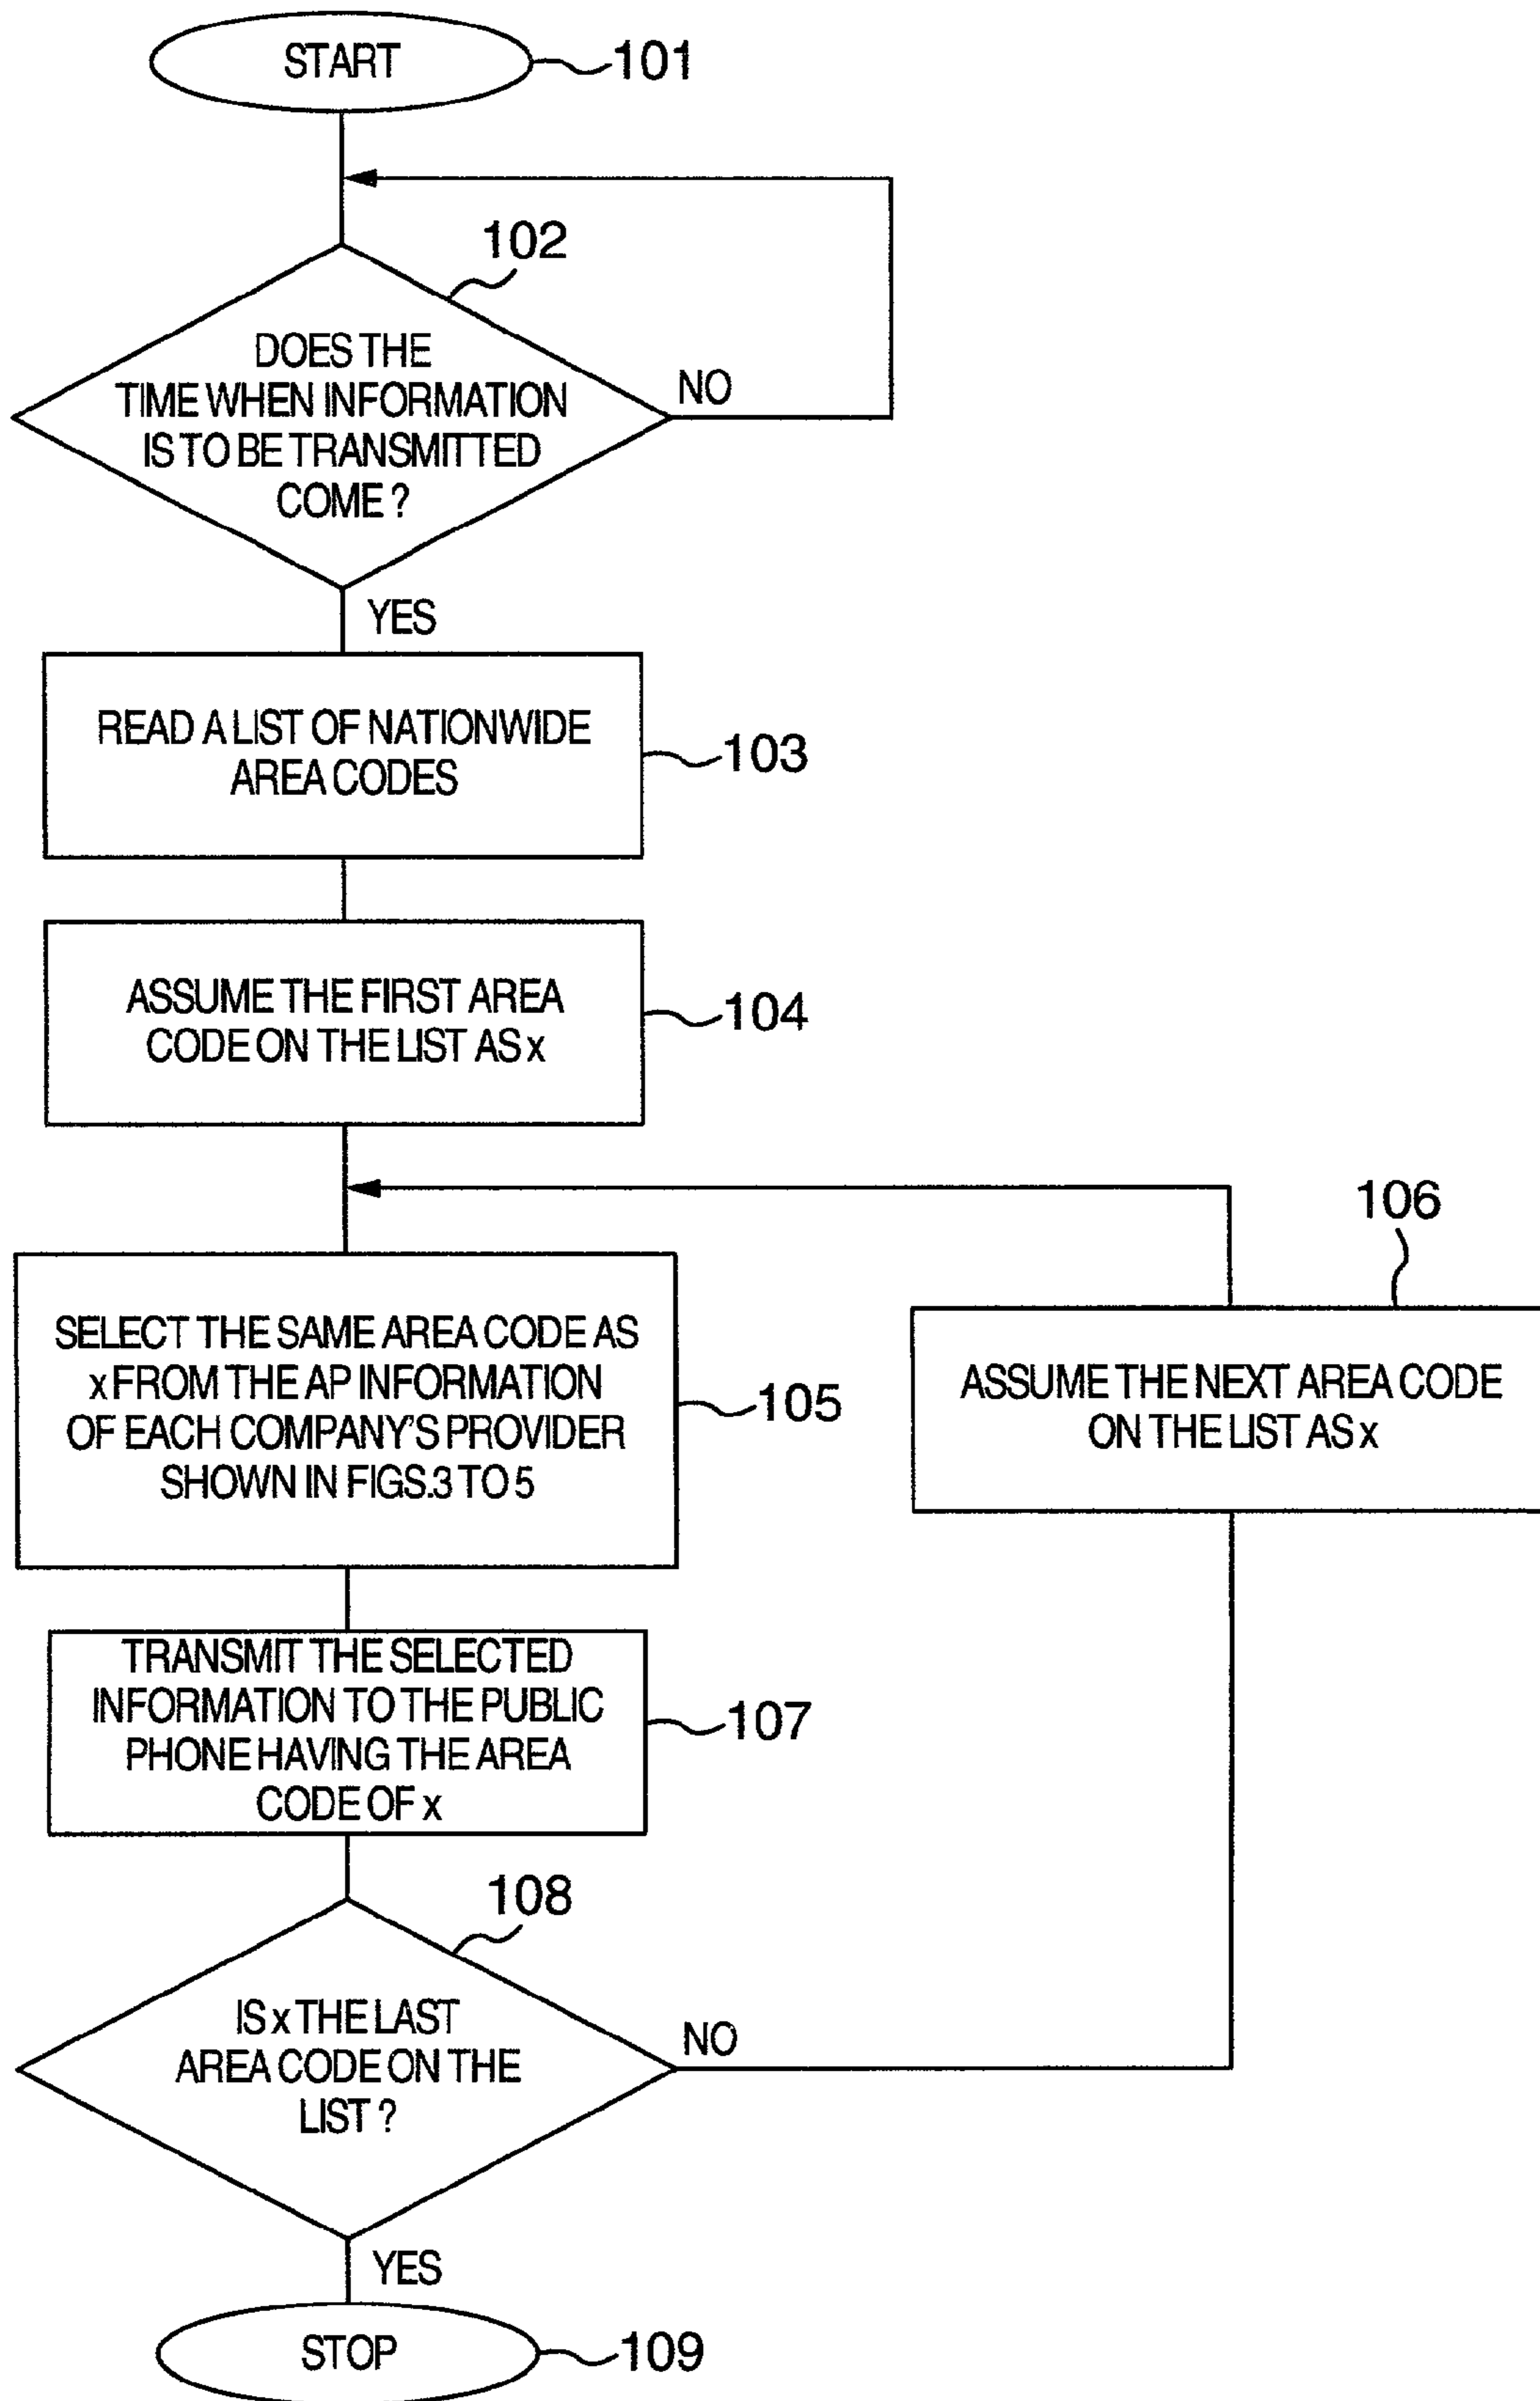 START
101
102
DOES THE
TIME WHEN INFORMATION
IS TO BE TRANSMITTED
COME ?
NO
YES
READ A LIST OF NATIONWIDE
AREA CODES
103
ASSUME THE FIRST AREA
CODE ON THE LIST AS x
104
SELECT THE SAME AREA CODE AS
x FROM THE AP INFORMATION
OF EACH COMPANY'S PROVIDER
SHOWN IN FIGS.3 TO 5
105
106
ASSUME THE NEXT AREA CODE
ON THE LIST AS x
TRANSMIT THE SELECTED
INFORMATION TO THE PUBLIC
PHONE HAVING THE AREA
CODE OF x
107
108
IS x THE LAST
AREA CODE ON THE
LIST ?
NO
YES
STOP
109